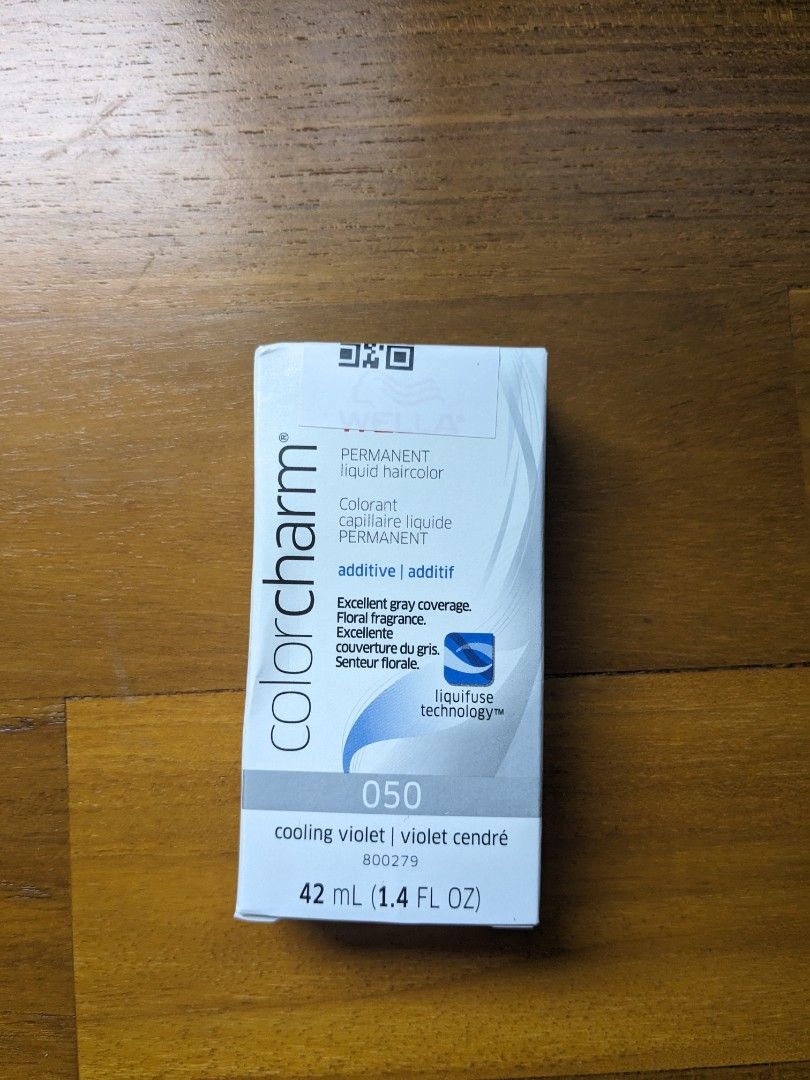 WELLA
colorcharm®
PERMANENT
liquid haircolor
Colorant
capillaire liquide
PERMANENT
additive | additif
Excellent gray coverage.
Floral fragrance.
Excellente
couverture du gris.
Senteur florale.
liquifuse
technology™
050
cooling violet | violet cendré
800279
42 mL (1.4 FL OZ)